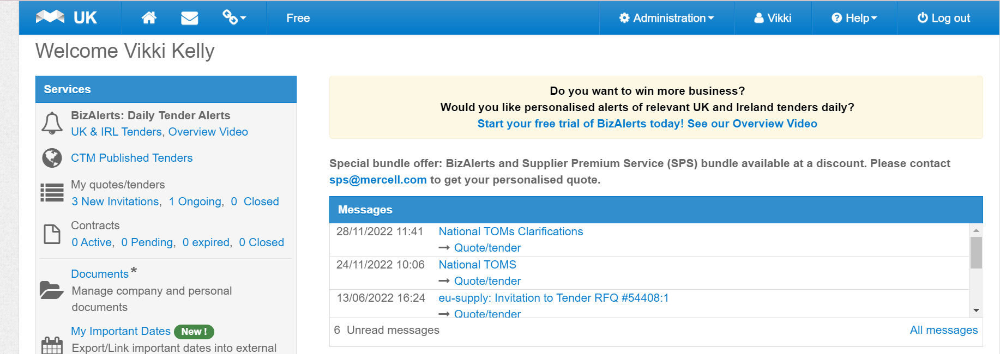 UK
Free
Administration
Vikki
Help
Log out
Welcome Vikki Kelly
Services
BizAlerts: Daily Tender Alerts
UK & IRL Tenders, Overview Video
CTM Published Tenders
My quotes/tenders
3 New Invitations, 1 Ongoing, 0 Closed
Contracts
0 Active, 0 Pending, 0 expired, 0 Closed
Documents*
Manage company and personal
documents
My Important Dates New !
Export/Link important dates into external
Do you want to win more business?
Would you like personalised alerts of relevant UK and Ireland tenders daily?
Start your free trial of BizAlerts today! See our Overview Video
Special bundle offer: BizAlerts and Supplier Premium Service (SPS) bundle available at a discount. Please contact
sps@mercell.com to get your personalised quote.
Messages
28/11/2022 11:41 National TOMs Clarifications
→ Quote/tender
24/11/2022 10:06 National TOMS
→ Quote/tender
13/06/2022 16:24 eu-supply: Invitation to Tender RFQ #54408:1
→ Quote/tender
6 Unread messages
All messages